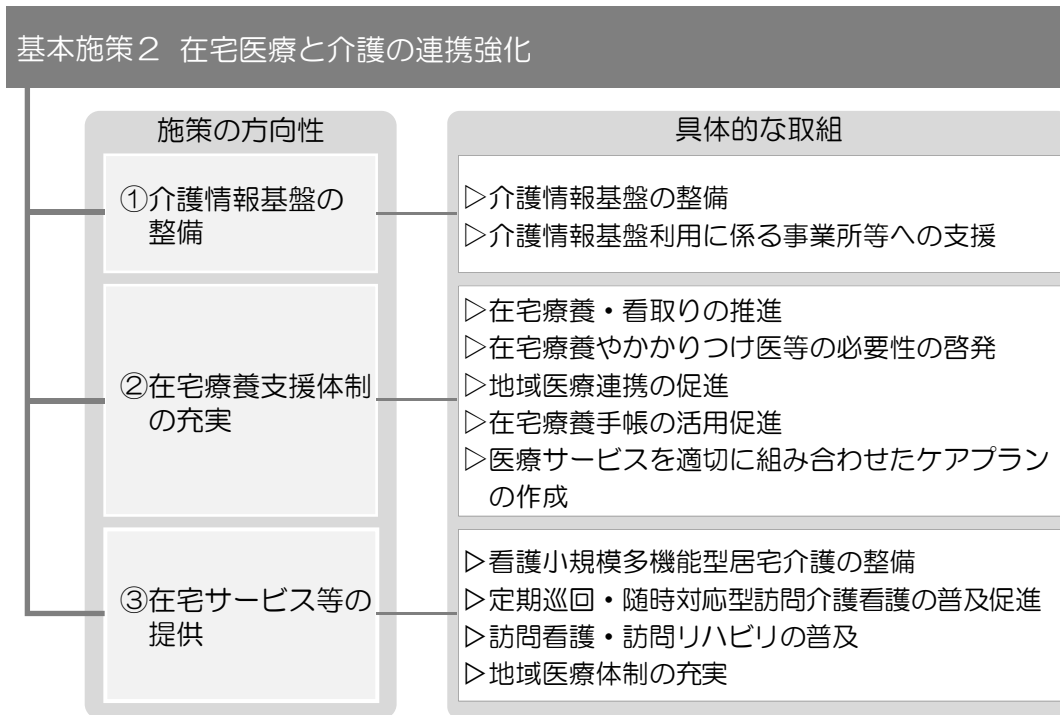 基本施策２ 在宅医療と介護の連携強化
施策の方向性
具体的な取組
①介護情報基盤の
整備
▷介護情報基盤の整備
▷介護情報基盤利用に係る事業所等への支援
②在宅療養支援体制
の充実
▷在宅療養・看取りの推進
▷在宅療養やかかりつけ医等の必要性の啓発
▷地域医療連携の促進
▷在宅療養手帳の活用促進
▷医療サービスを適切に組み合わせたケアプラン
の作成
③在宅サービス等の
提供
▷看護小規模多機能型居宅介護の整備
▷定期巡回・随時対応型訪問介護看護の普及促進
▷訪問看護・訪問リハビリの普及
▷地域医療体制の充実